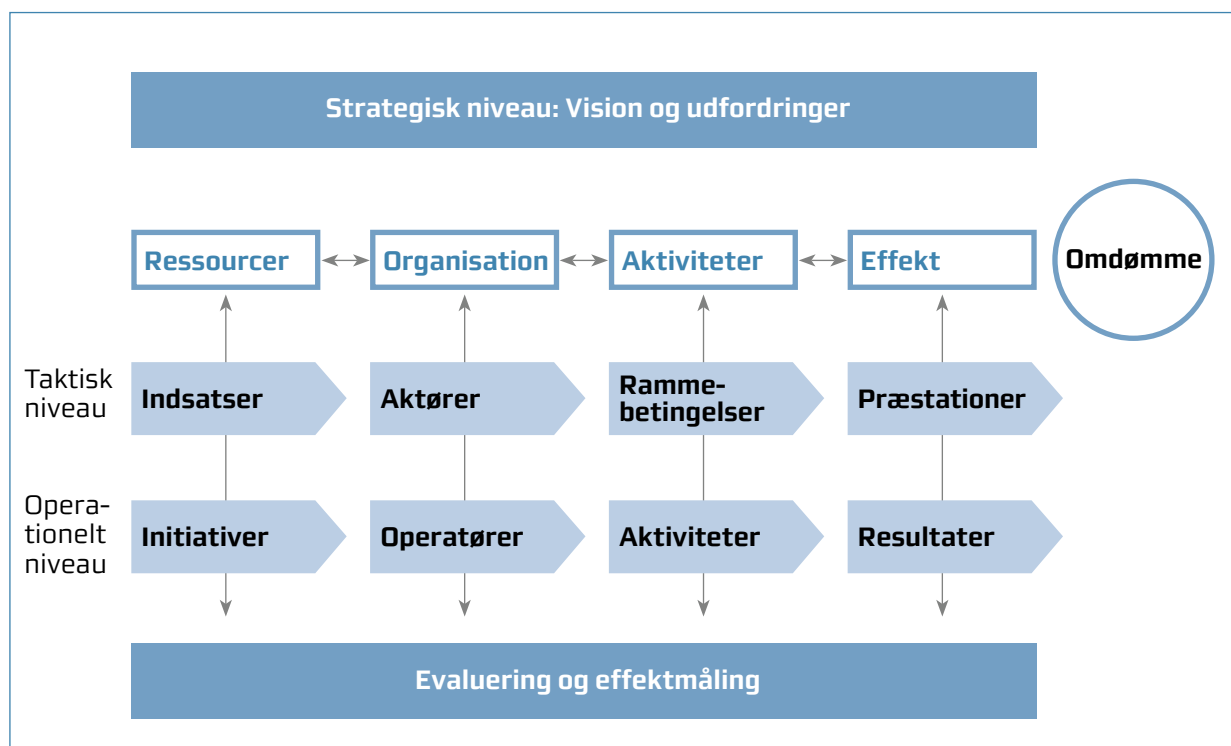 Strategisk niveau: Vision og udfordringer
Ressourcer
Organisation
Aktiviteter
Effekt
Omdømme
Taktisk
niveau
Indsatser
Aktører
Ramme-
betingelser
Præstationer
Opera-
tionelt
niveau
Initiativer
Operatører
Aktiviteter
Resultater
Evaluering og effektmåling